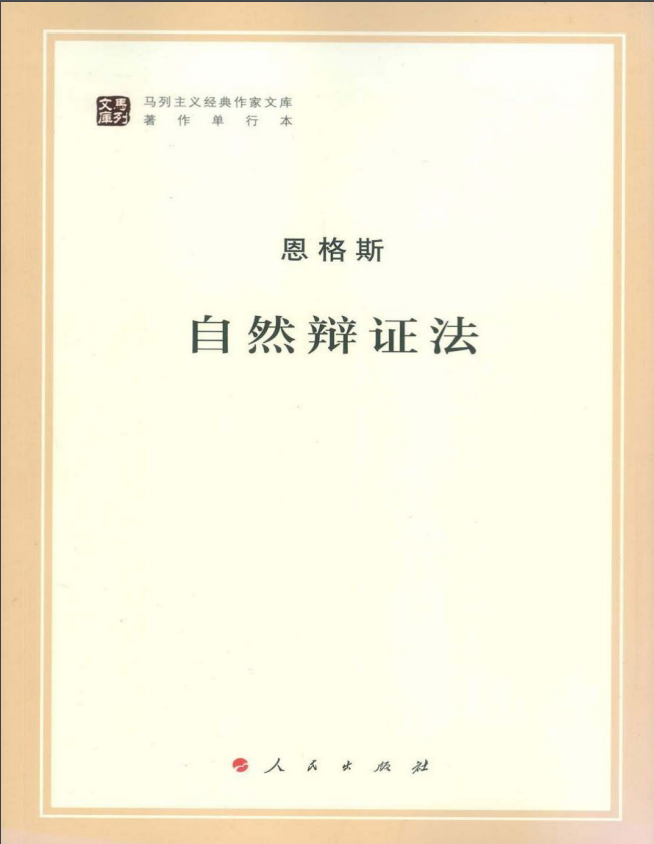 文庫 馬列
马列主义经典作家文库
著作单行本
恩格斯
自然辩证法
人民出版社